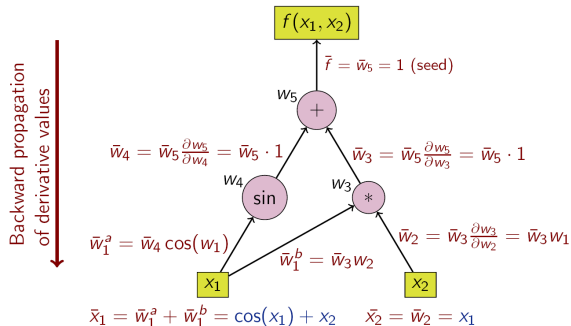 f(x₁, x₂)
f̄ = w̄₅ = 1 (seed)
w₅
+
Backward propagation
of derivative values
w̄₄ = w̄₅ ∂w₅/∂w₄ = w̄₅ · 1
w̄₃ = w̄₅ ∂w₅/∂w₃ = w̄₅ · 1
w₄
sin
w₃
*
w̄₁ᵃ = w̄₄ cos(w₁)
w̄₁ᵇ = w̄₃w₂
w̄₂ = w̄₃ ∂w₃/∂w₂ = w̄₃w₁
x₁
x₂
x̄₁ = w̄₁ᵃ + w̄₁ᵇ = cos(x₁) + x₂
x̄₂ = w̄₂ = x₁